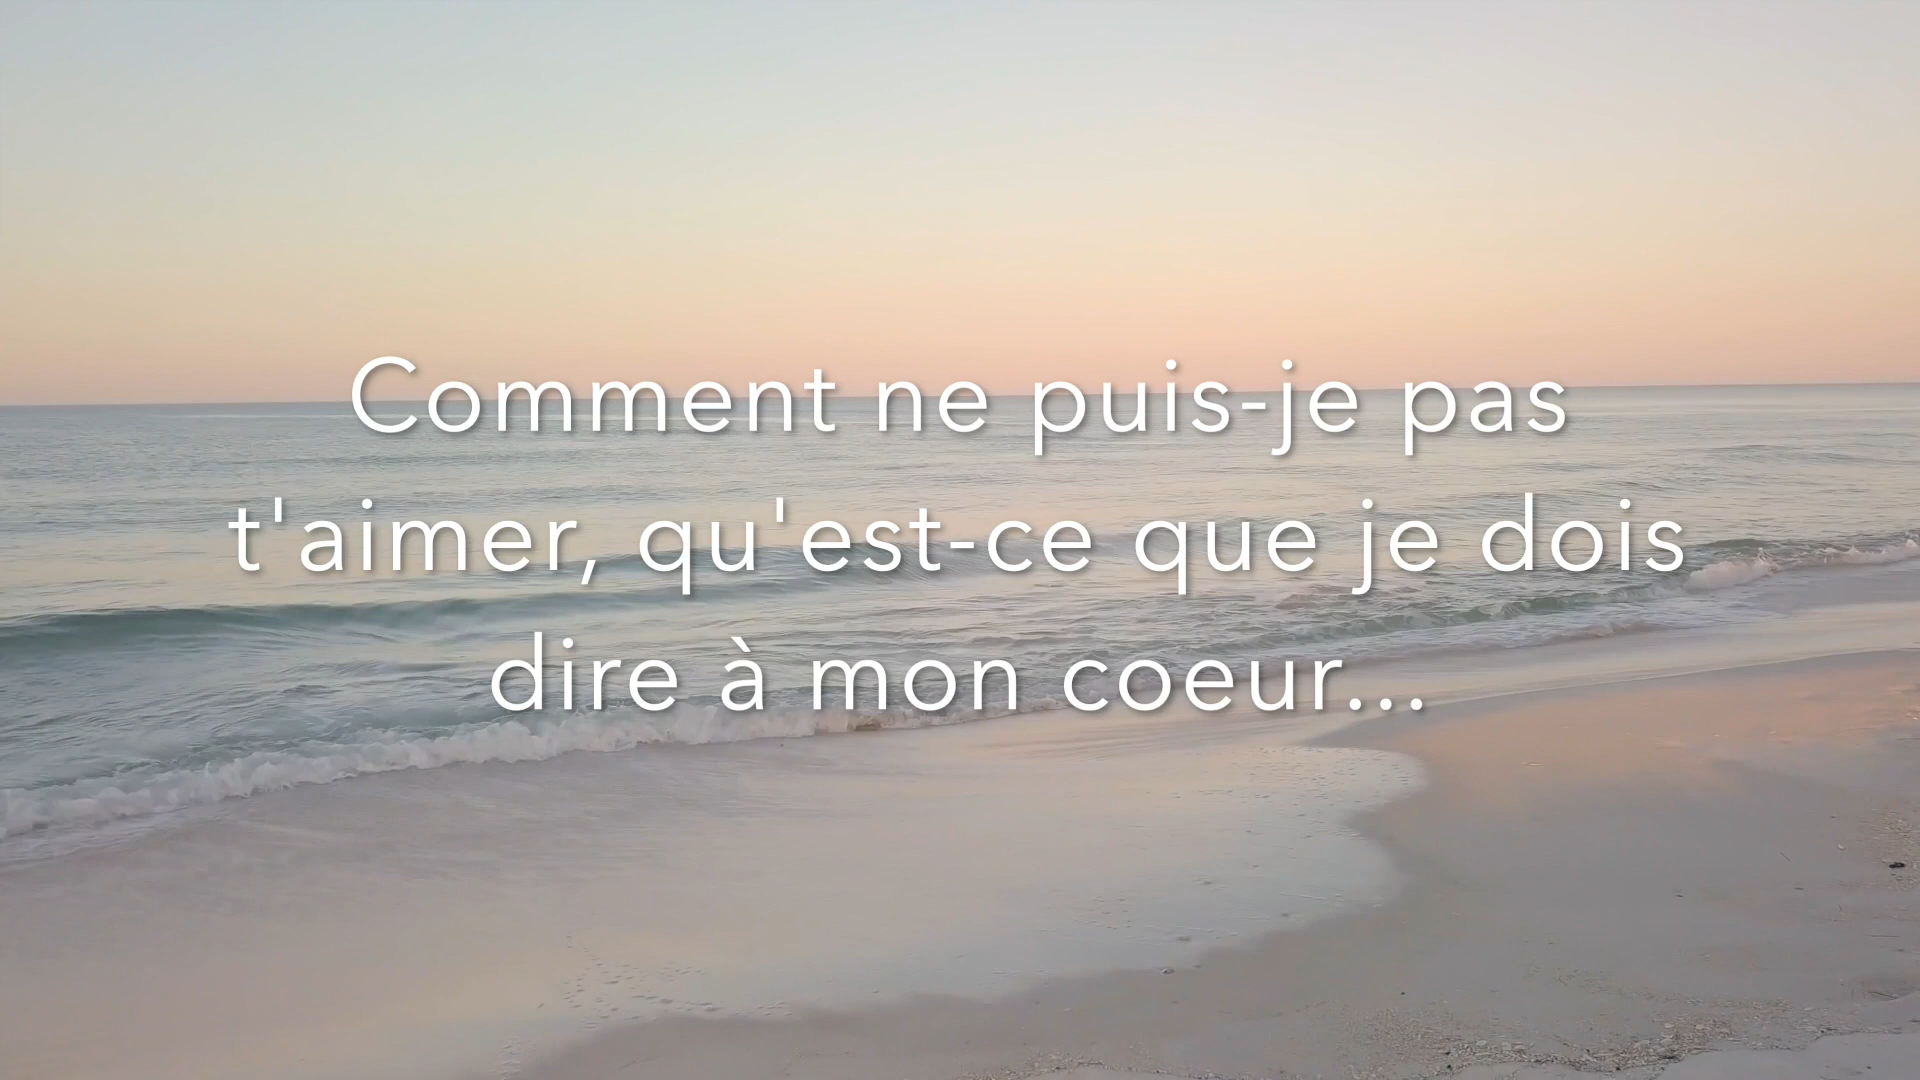 Comment ne puis-je pas
t'aimer, qu'est-ce que je dois
dire à mon coeur...